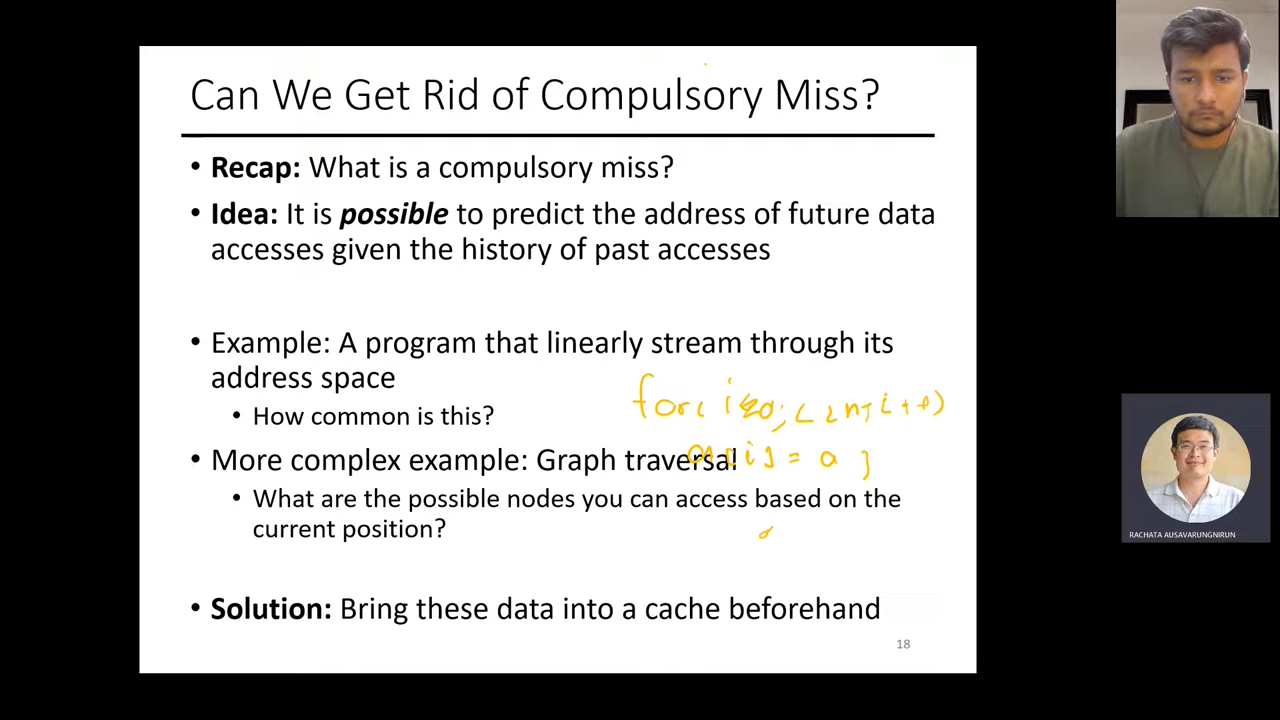 Can We Get Rid of Compulsory Miss?
• Recap: What is a compulsory miss?
• Idea: It is possible to predict the address of future data
accesses given the history of past accesses
• Example: A program that linearly stream through its
address space
• How common is this?
• More complex example: Graph traversal
• What are the possible nodes you can access based on the
current position?
• Solution: Bring these data into a cache beforehand
18
RACHATA AUSAVARUNGNIRUN